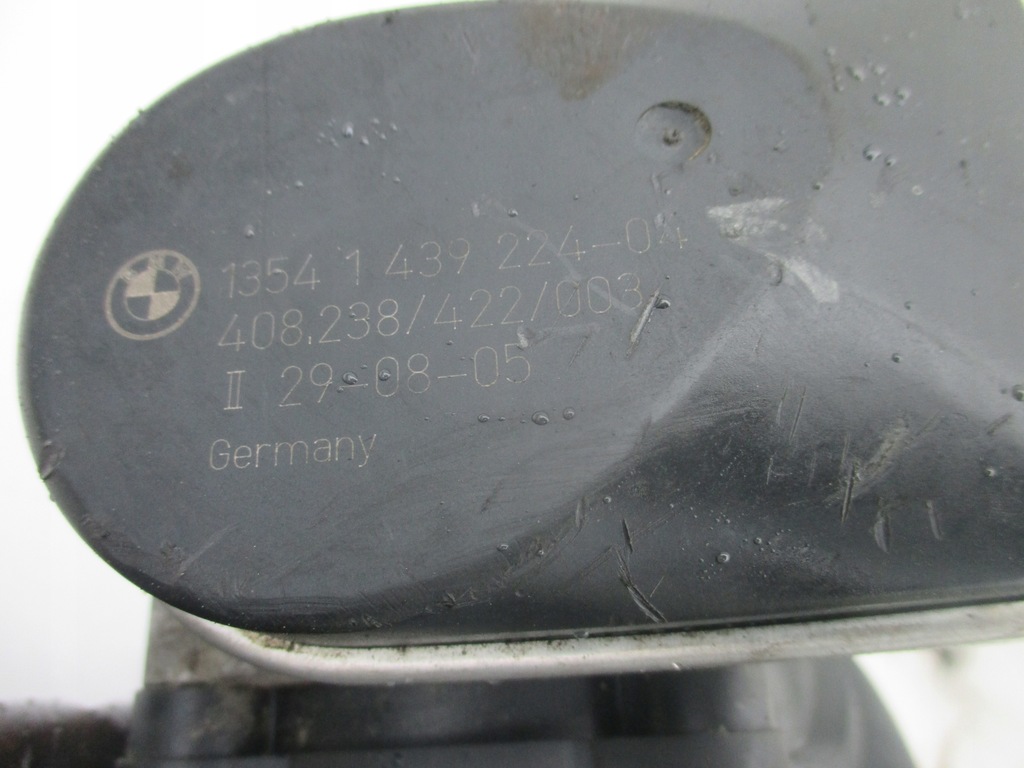 1354 1 439 224-04
408.238/422/003
II 29-08-05
Germany